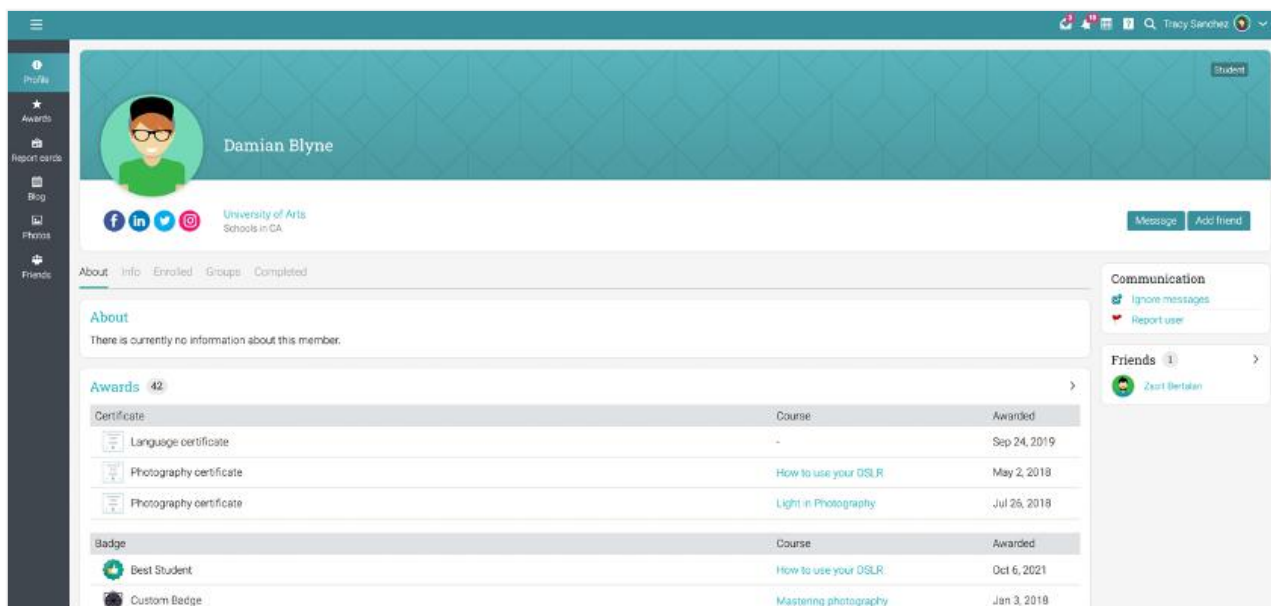 Tracy Sanchez
Profile
Awards
Report cards
Blog
Photos
Friends
Student
Damian Blyne
University of Arts
Schools in CA
Message Add friend
About Info Enrolled Groups Completed
About
There is currently no information about this member.
Awards 42
Certificate Course Awarded
Language certificate - Sep 24, 2019
Photography certificate How to use your DSLR May 2, 2018
Photography certificate Light in Photography Jul 26, 2018
Badge Course Awarded
Best Student How to use your DSLR Oct 6, 2021
Custom Badge Mastering photography Jan 3, 2018
Communication
Ignore messages
Report user
Friends 1
Bertalan